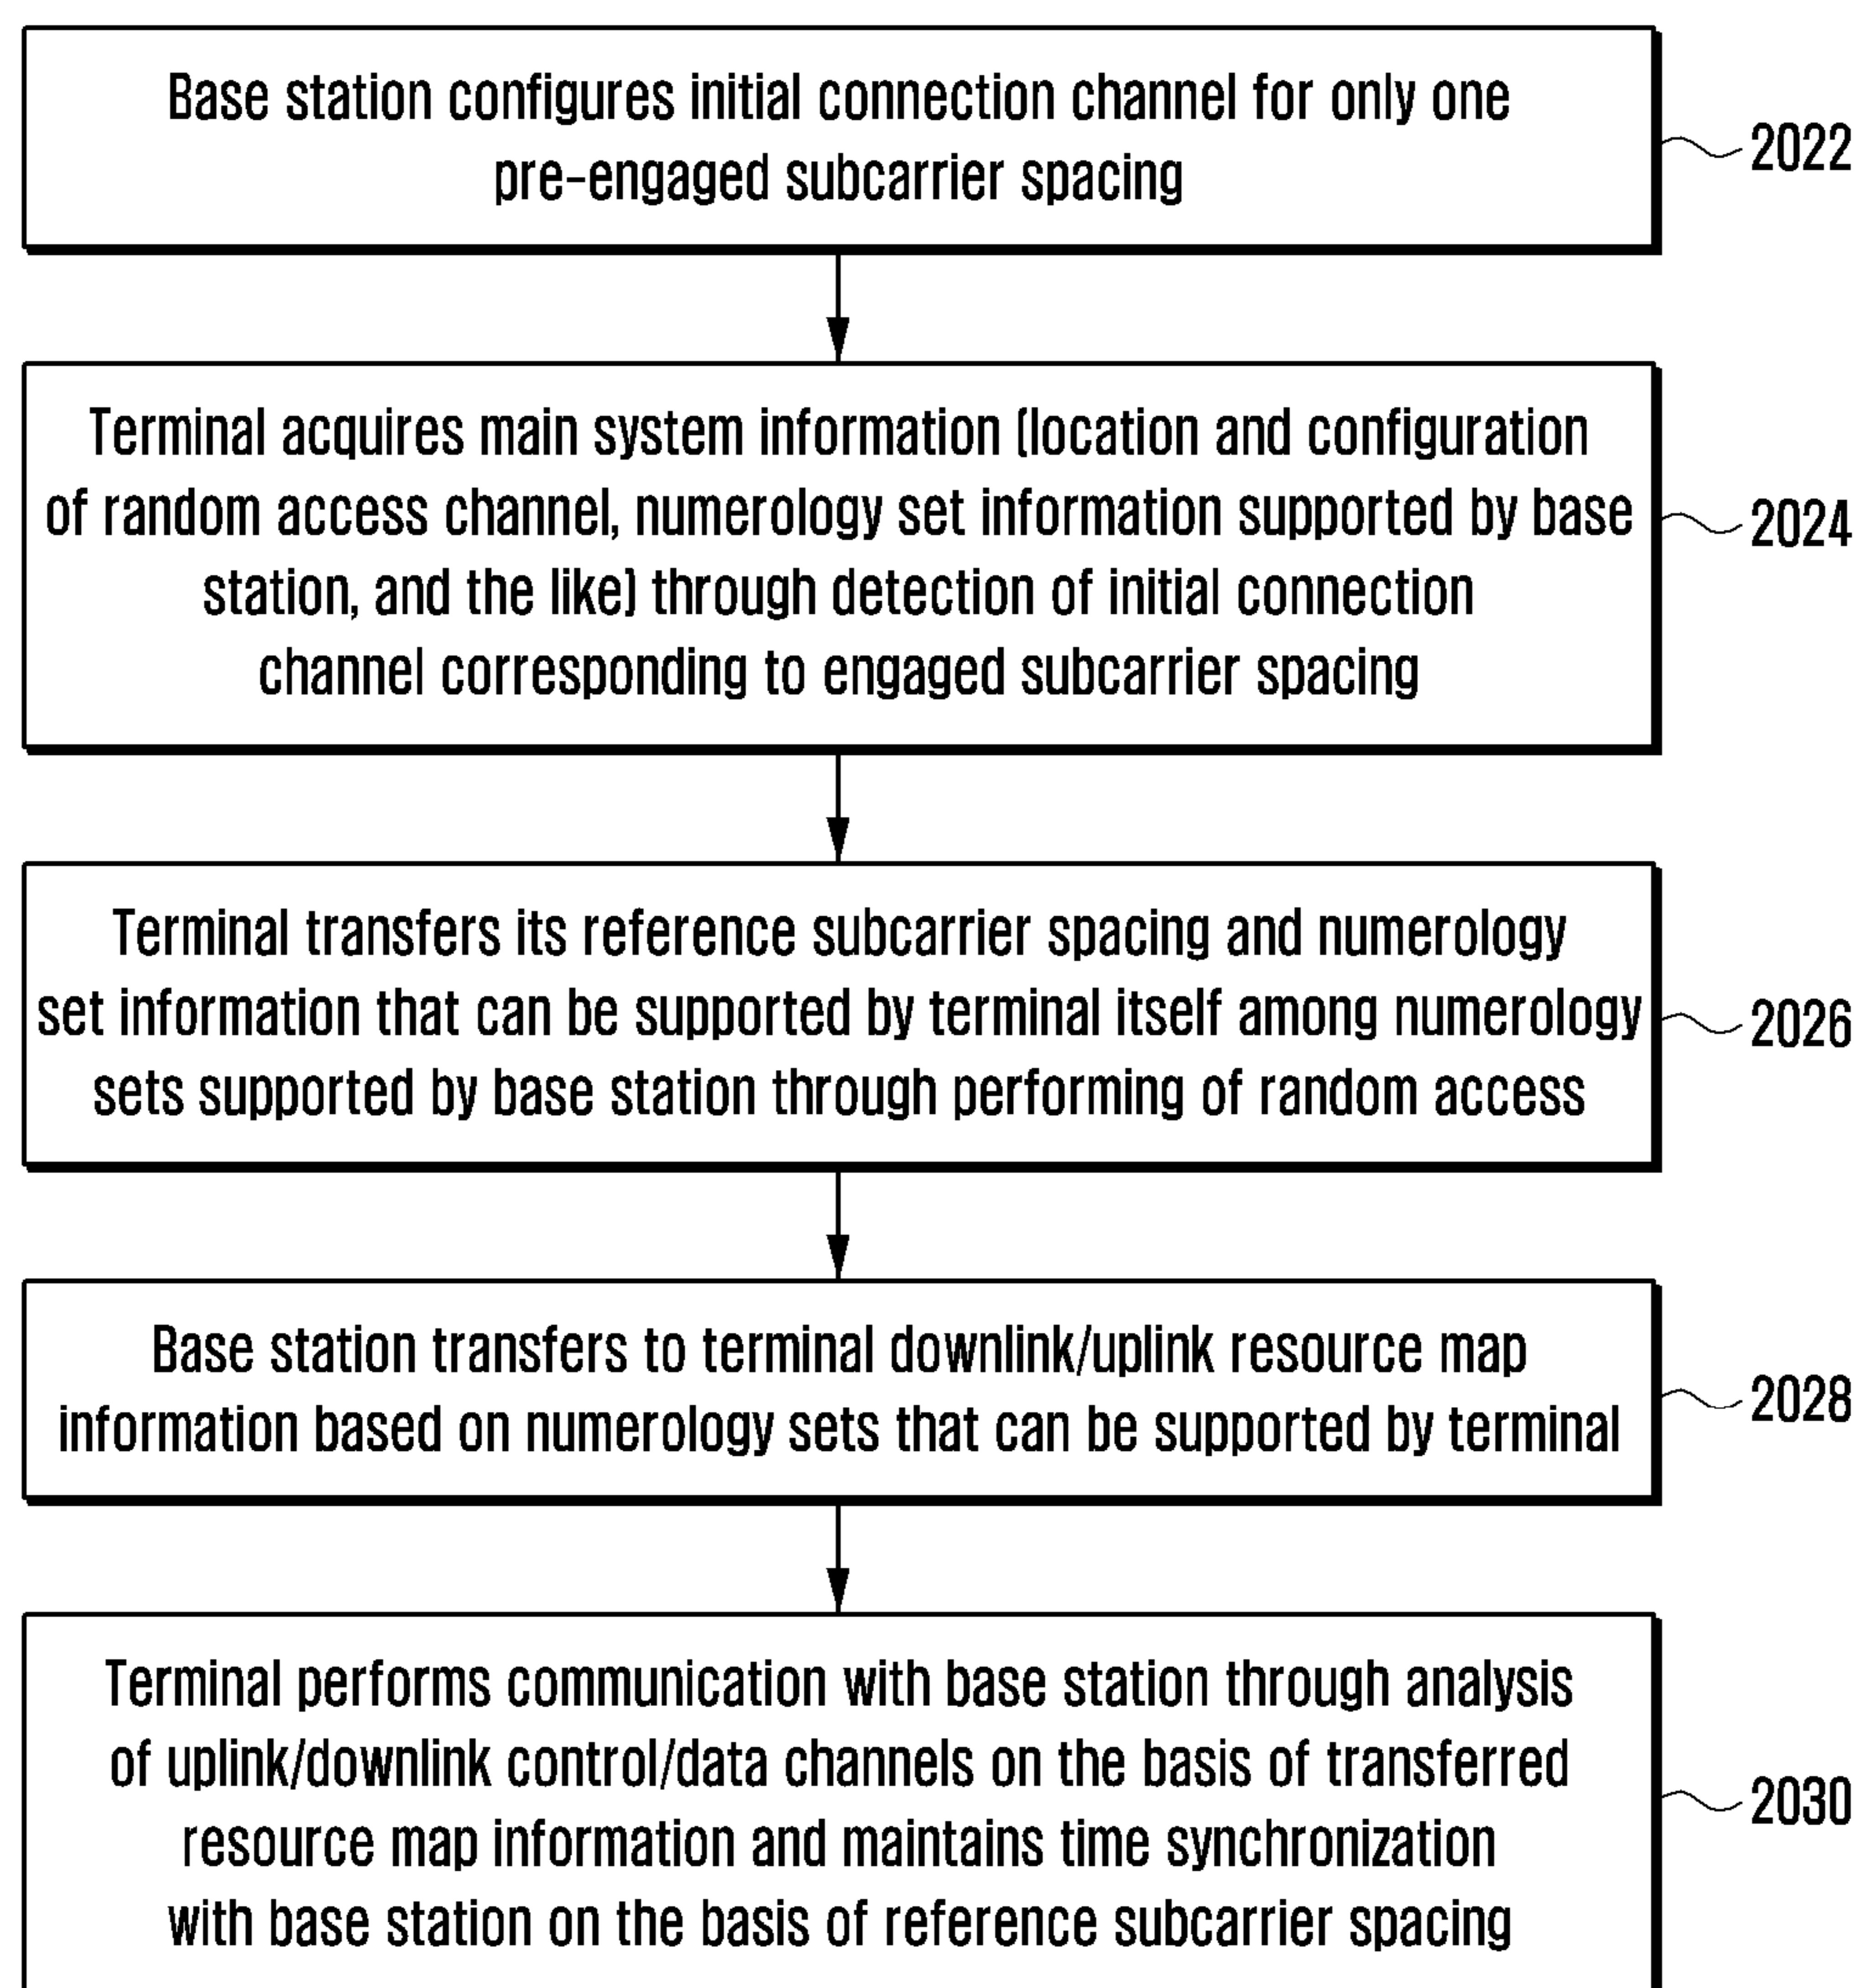 Base station configures initial connection channel for only one
pre-engaged subcarrier spacing
2022
Terminal acquires main system information (location and configuration
of random access channel, numerology set information supported by base
station, and the like) through detection of initial connection
channel corresponding to engaged subcarrier spacing
2024
Terminal transfers its reference subcarrier spacing and numerology
set information that can be supported by terminal itself among numerology
sets supported by base station through performing of random access
2026
Base station transfers to terminal downlink/uplink resource map
information based on numerology sets that can be supported by terminal
2028
Terminal performs communication with base station through analysis
of uplink/downlink control/data channels on the basis of transferred
resource map information and maintains time synchronization
with base station on the basis of reference subcarrier spacing
2030